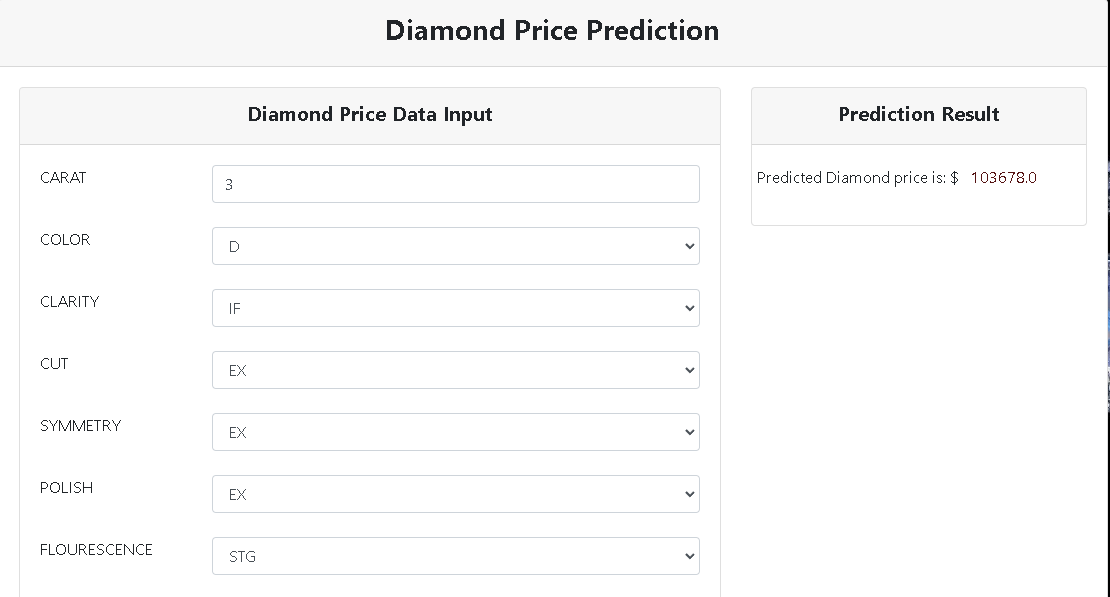 Diamond Price Prediction
Diamond Price Data Input
CARAT
3
COLOR
D
CLARITY
IF
CUT
EX
SYMMETRY
EX
POLISH
EX
FLOURESCENCE
STG
Prediction Result
Predicted Diamond price is: $ 103678.0